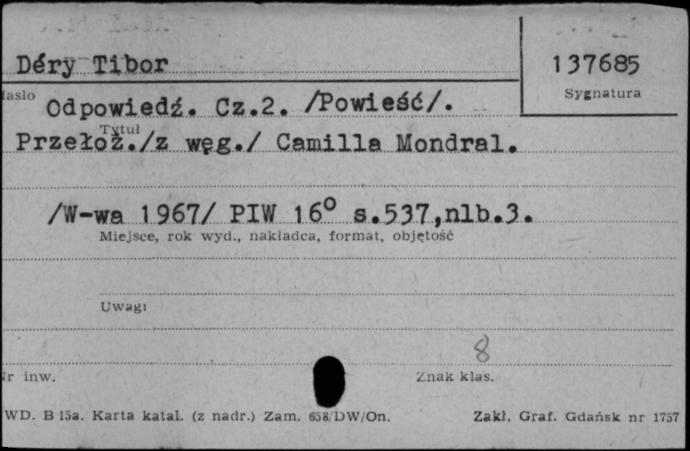 Déry Tibor
137685
Sygnatura
Hasło
Odpowiedź. Cz.2. /Powieść/.
Tytuł
Przełoż./z węg./ Camilla Mondral.
/W-wa 1967/ PIW 16° s.537,nlb.3.
Miejsce, rok wyd., nakładca, format, objętość
Uwagi
8
Nr inw.
Znak klas.
WD. B 15a. Karta katal. (z nadr.) Zam. 658/DW/On.
Zakł. Graf. Gdańsk nr 1757